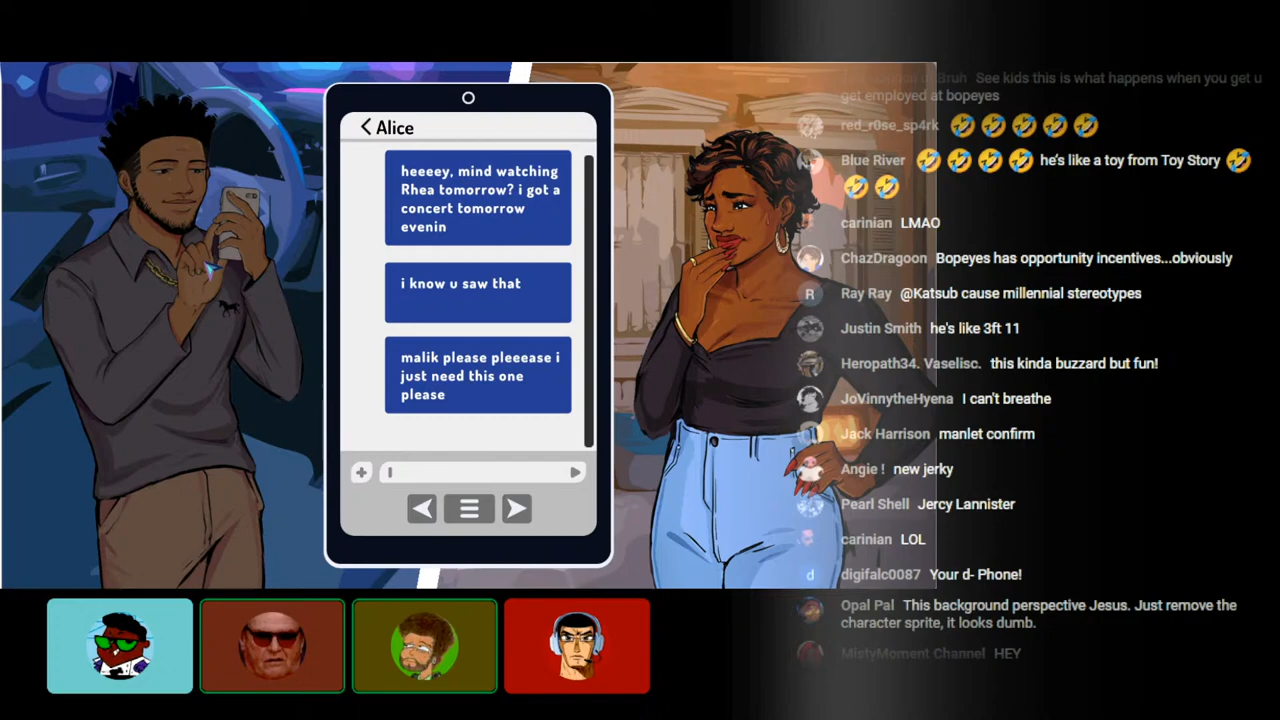 Alice
heeeey, mind watching
Rhea tomorrow? i got a
concert tomorrow
evenin
i know u saw that
malik please pleeease i
just need this one
please
Bruh See kids this is what happens when you get u
get employed at bopeyes
red_r0se_sp4rk 🤣🤣🤣🤣🤣
Blue River 🤣🤣🤣🤣 he's like a toy from Toy Story 🤣
🤣🤣
carinian LMAO
ChazDragoon Bopeyes has opportunity incentives...obviously
R Ray Ray @Katsub cause millennial stereotypes
Justin Smith he's like 3ft 11
Heropath34. Vaselisc. this kinda buzzard but fun!
JoVinnytheHyena I can't breathe
Jack Harrison manlet confirm
Angie ! new jerky
Pearl Shell Jercy Lannister
carinian LOL
d digifalc0087 Your d- Phone!
Opal Pal This background perspective Jesus. Just remove the
character sprite, it looks dumb.
MistyMoment Channel HEY